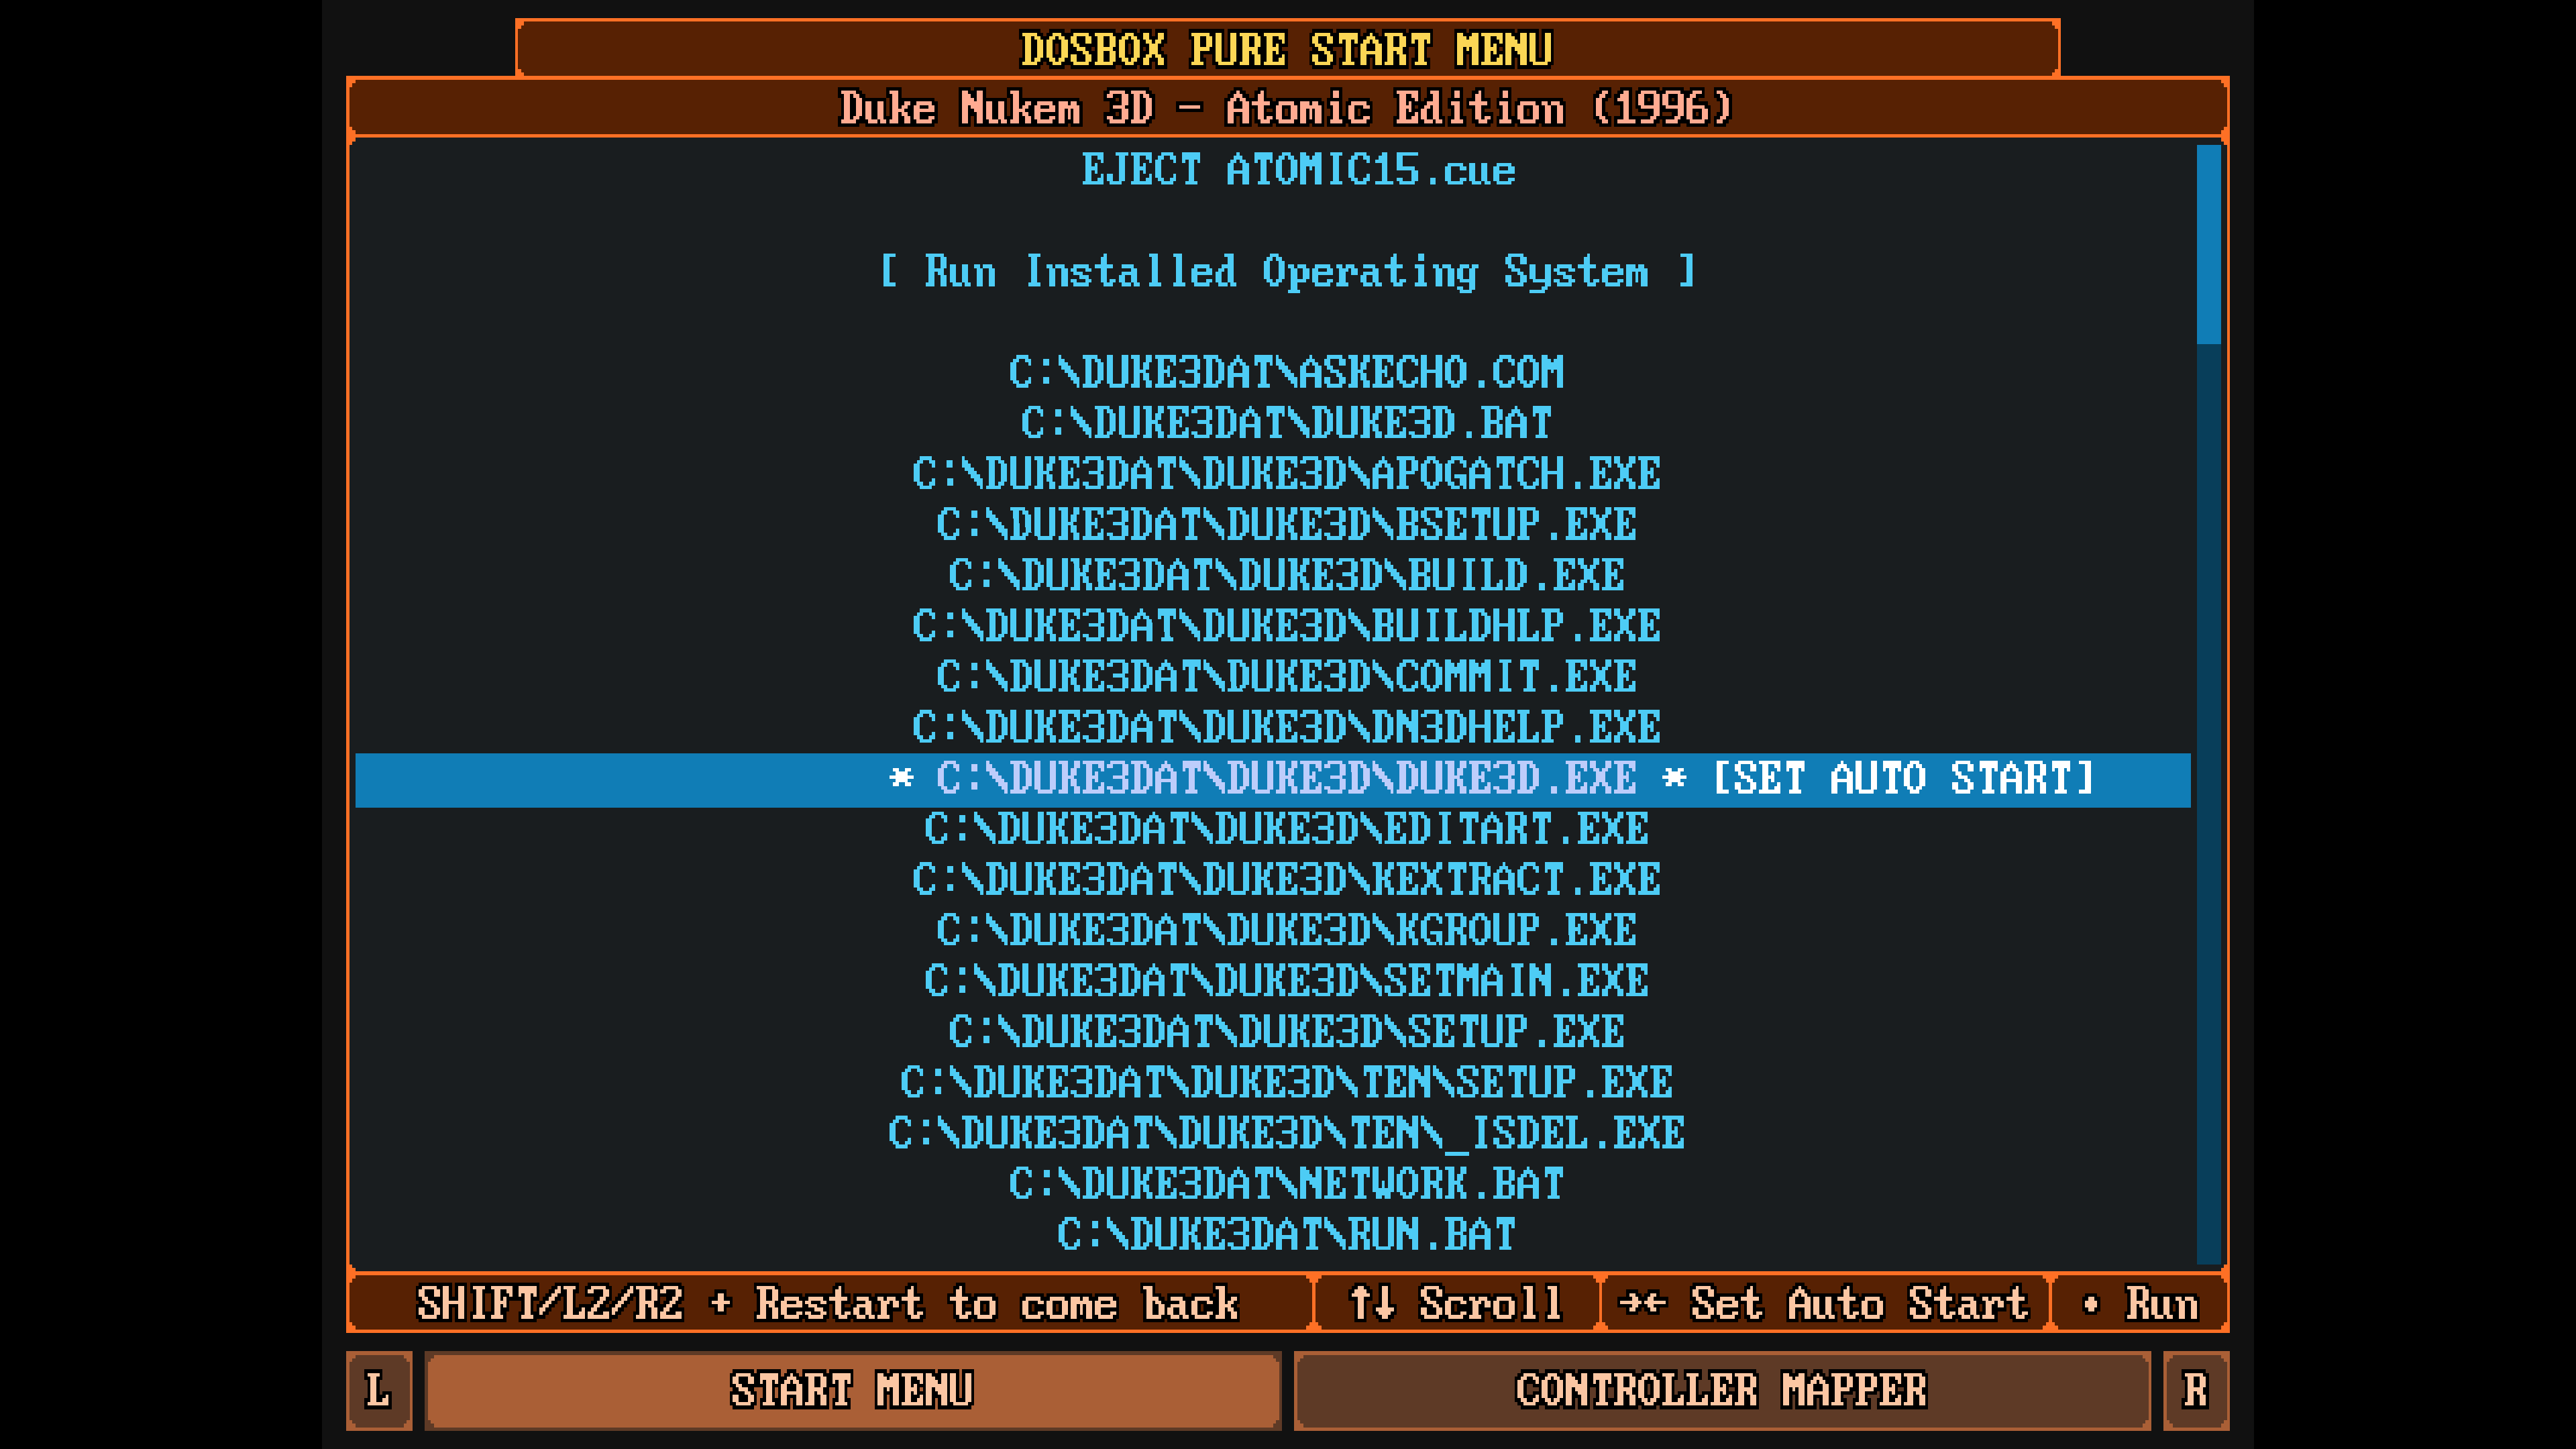 DOSBOX PURE START MENU
Duke Nukem 3D - Atomic Edition (1996)
EJECT ATOMIC15.cue
[ Run Installed Operating System ]
C:\DUKE3DAT\ASKECHO.COM
C:\DUKE3DAT\DUKE3D.BAT
C:\DUKE3DAT\DUKE3D\APOGATCH.EXE
C:\DUKE3DAT\DUKE3D\BSETUP.EXE
C:\DUKE3DAT\DUKE3D\BUILD.EXE
C:\DUKE3DAT\DUKE3D\BUILDHLP.EXE
C:\DUKE3DAT\DUKE3D\COMMIT.EXE
C:\DUKE3DAT\DUKE3D\DN3DHELP.EXE
* C:\DUKE3DAT\DUKE3D\DUKE3D.EXE * [SET AUTO START]
C:\DUKE3DAT\DUKE3D\EDITART.EXE
C:\DUKE3DAT\DUKE3D\KEXTRACT.EXE
C:\DUKE3DAT\DUKE3D\KGROUP.EXE
C:\DUKE3DAT\DUKE3D\SETMAIN.EXE
C:\DUKE3DAT\DUKE3D\SETUP.EXE
C:\DUKE3DAT\DUKE3D\TEN\SETUP.EXE
C:\DUKE3DAT\DUKE3D\TEN\_ISDEL.EXE
C:\DUKE3DAT\NETWORK.BAT
C:\DUKE3DAT\RUN.BAT
SHIFT/L2/R2 + Restart to come back ↑↓ Scroll →← Set Auto Start • Run
L START MENU CONTROLLER MAPPER R